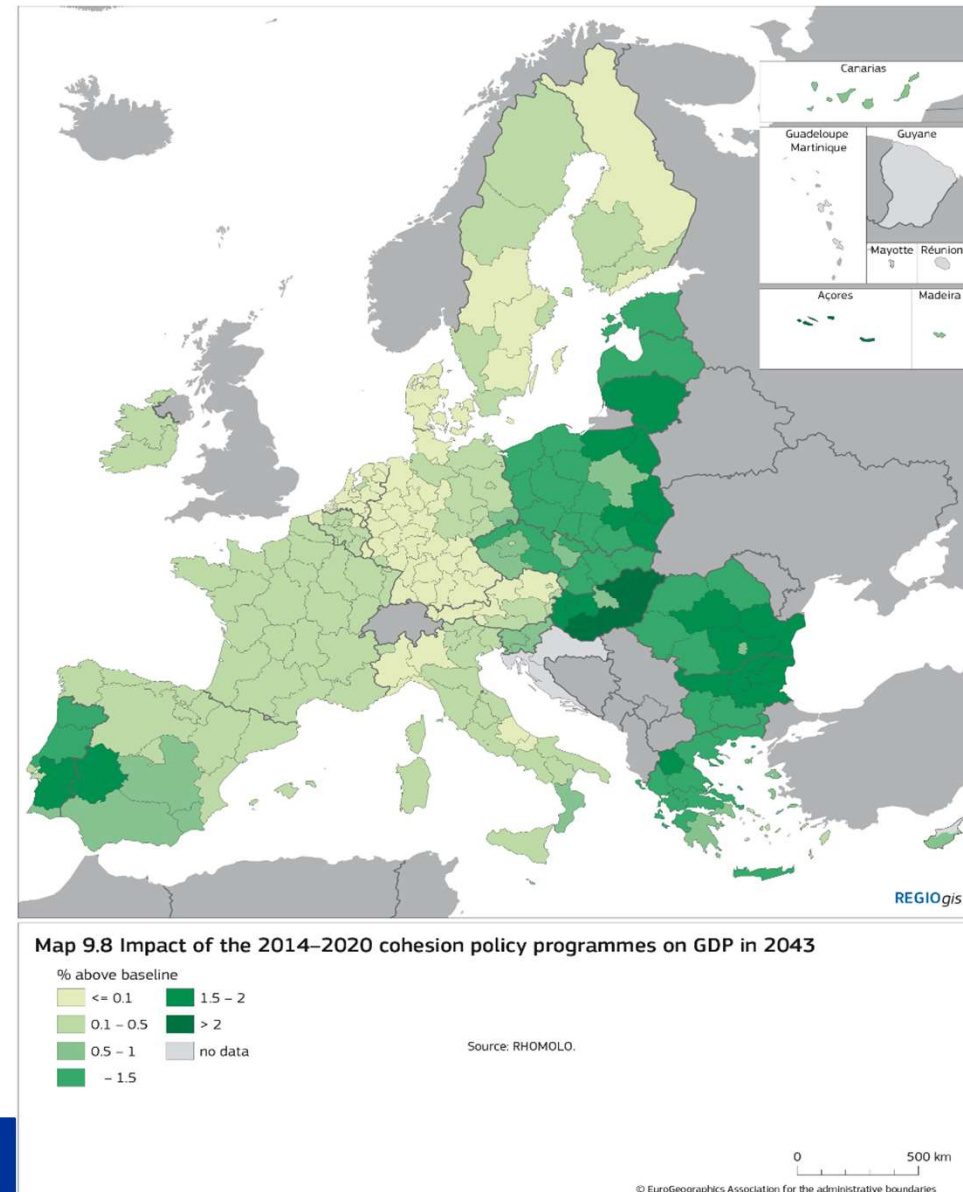 Canarias
Guadeloupe
Martinique
Guyane
Mayotte
Réunion
Açores
Madeira
REGIOgis
Map 9.8 Impact of the 2014–2020 cohesion policy programmes on GDP in 2043
% above baseline
<= 0.1
0.1 – 0.5
0.5 – 1
– 1.5
1.5 – 2
> 2
no data
Source: RHOMOLO.
0
500 km
© EuroGeographics Association for the administrative boundaries